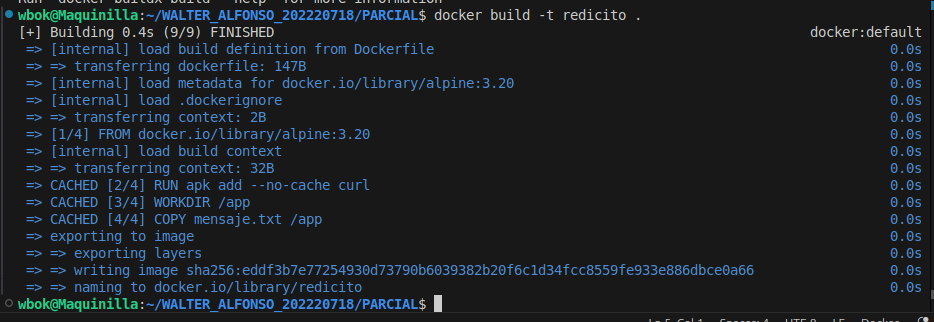 wbok@Maquinilla:~/WALTER_ALFONSO_202220718/PARCIAL$ docker build -t redicito .
[+] Building 0.4s (9/9) FINISHED docker:default
=> [internal] load build definition from Dockerfile 0.0s
=> => transferring dockerfile: 147B 0.0s
=> [internal] load metadata for docker.io/library/alpine:3.20 0.0s
=> [internal] load .dockerignore 0.0s
=> => transferring context: 2B 0.0s
=> [1/4] FROM docker.io/library/alpine:3.20 0.0s
=> [internal] load build context 0.0s
=> => transferring context: 32B 0.0s
=> CACHED [2/4] RUN apk add --no-cache curl 0.0s
=> CACHED [3/4] WORKDIR /app 0.0s
=> CACHED [4/4] COPY mensaje.txt /app 0.0s
=> exporting to image 0.0s
=> => exporting layers 0.0s
=> => writing image sha256:eddf3b7e77254930d73790b6039382b20f6c1d34fcc8559fe933e886dbce0a66 0.0s
=> => naming to docker.io/library/redicito 0.0s
wbok@Maquinilla:~/WALTER_ALFONSO_202220718/PARCIAL$